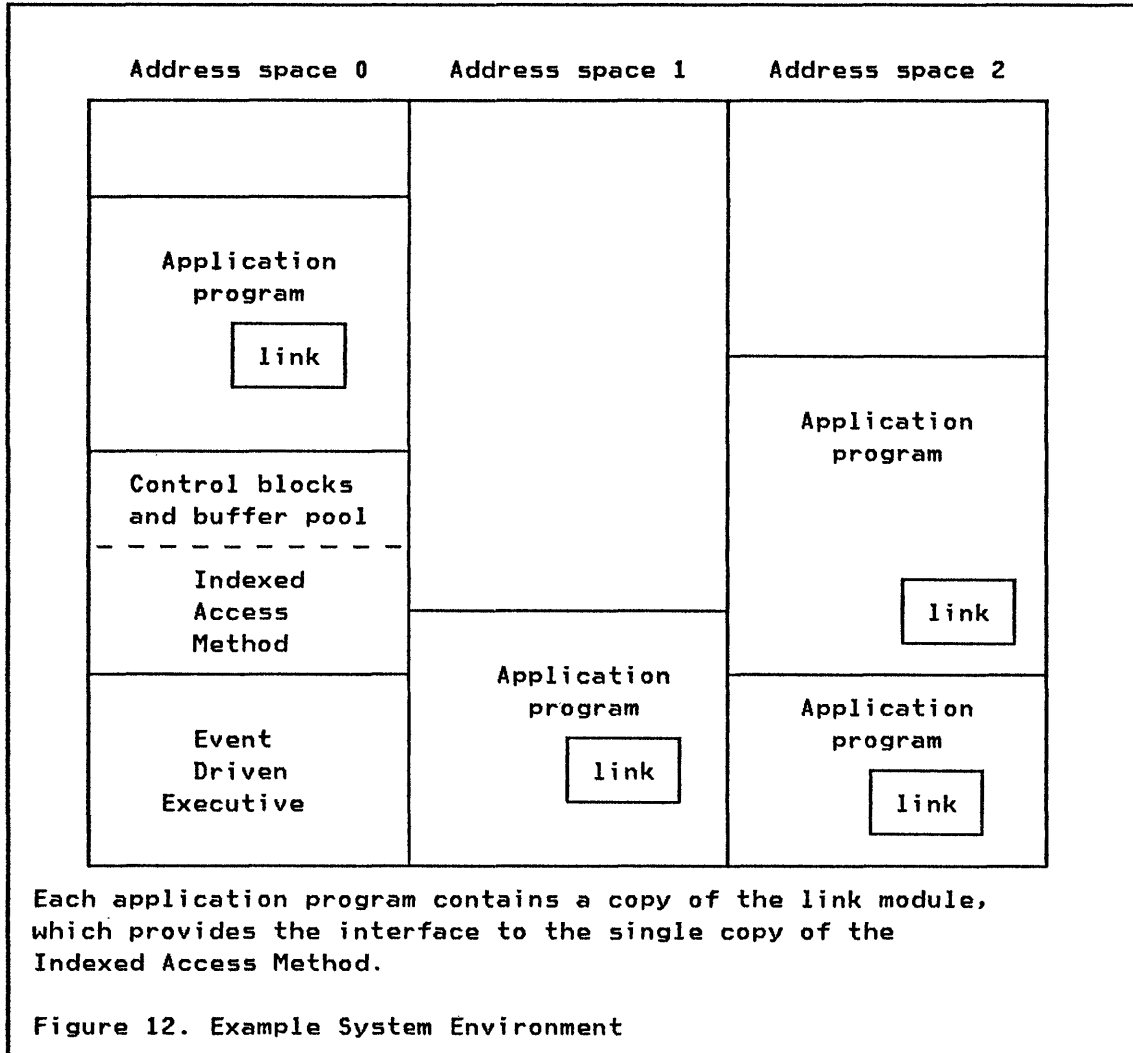 Address space 0
Address space 1
Address space 2
Application
program
link
Control blocks
and buffer pool
Indexed
Access
Method
Event
Driven
Executive
Application
program
link
Application
program
link
Application
program
link
Each application program contains a copy of the link module,
which provides the interface to the single copy of the
Indexed Access Method.
Figure 12. Example System Environment